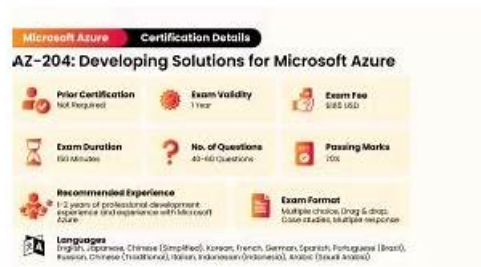 Microsoft Azure
Certification Details
AZ-204: Developing Solutions for Microsoft Azure
Prior Certification
Not Required
Exam Validity
1 Year
Exam Fee
USD
Exam Duration
150 Minutes
No. of Questions
40-60 Questions
Passing Marks
70%
Recommended Experience
1-2 years of professional development
experience and experience with Microsoft
Azure
Exam Format
Multiple choice, Drag & drop,
Case studies, Multiple response
Languages
English, Japanese, Chinese (Simplified), Korean, French, German, Spanish, Portuguese (Brazil),
Russian, Chinese (Traditional), Italian, Indonesian (Indonesia), Arabic (Saudi Arabia)